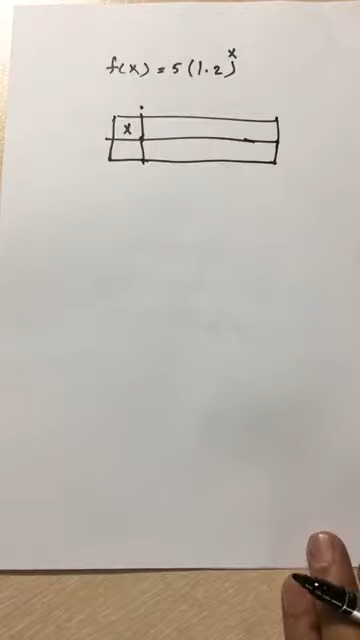 f(x) = 5(1.2)^x
x